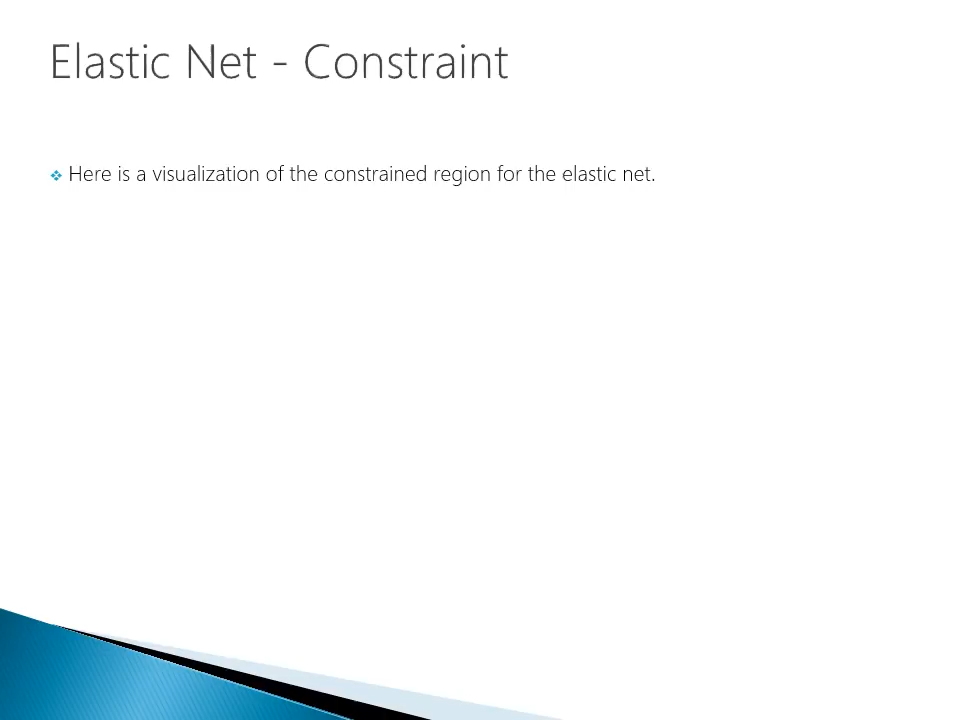 Elastic Net - Constraint
Here is a visualization of the constrained region for the elastic net.